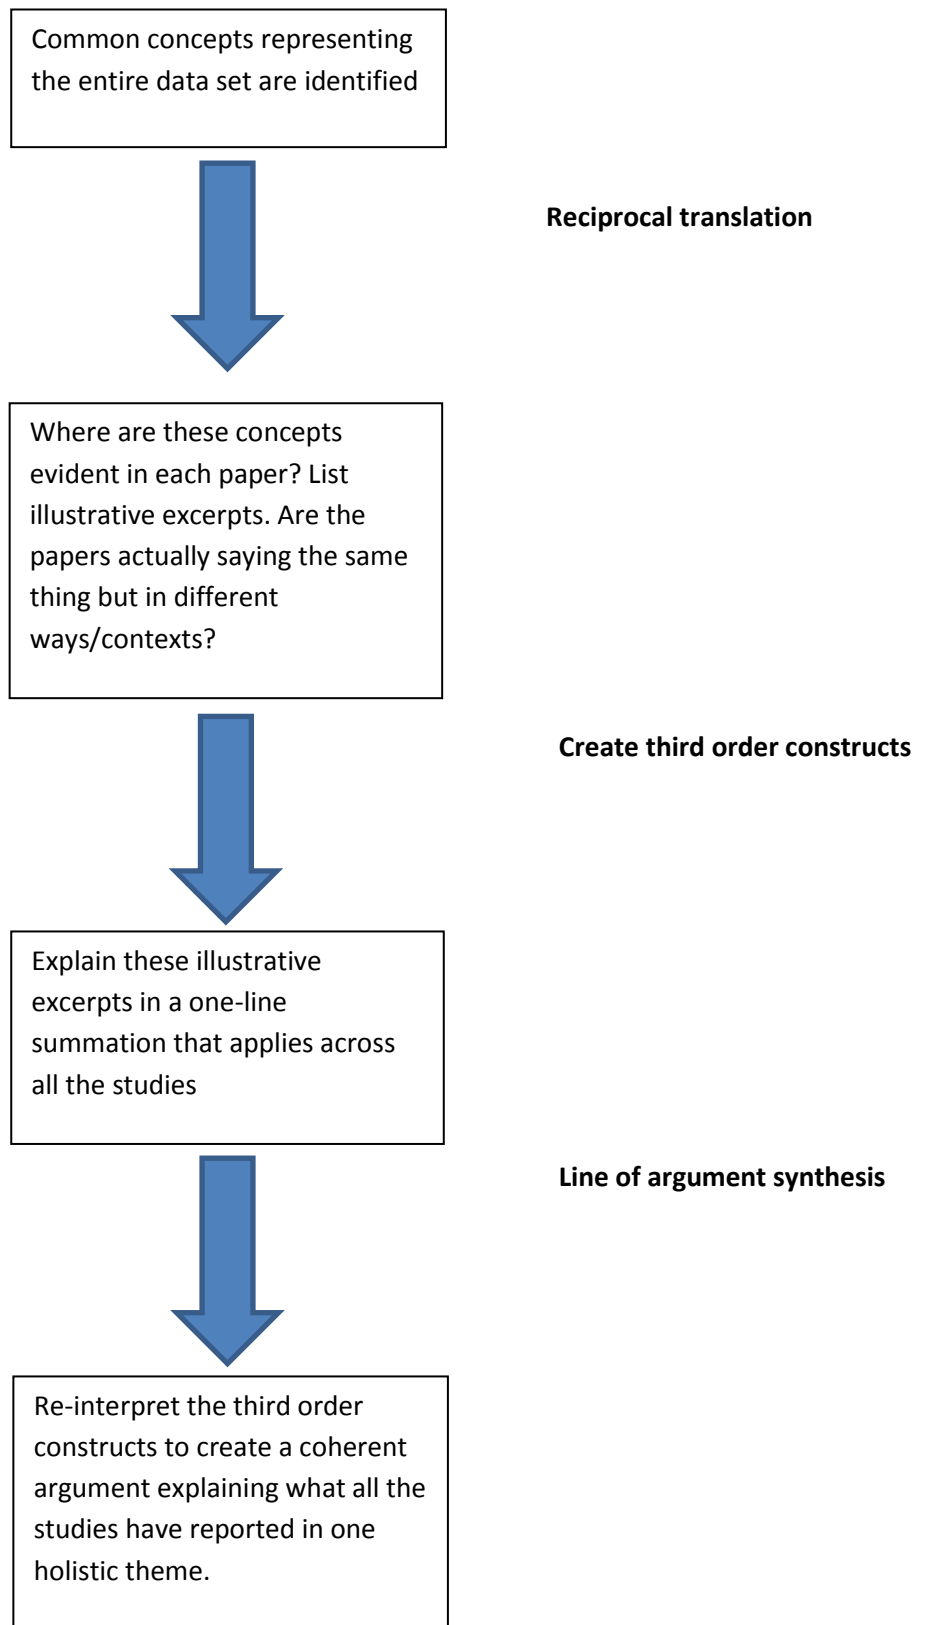 Common concepts representing
the entire data set are identified
Reciprocal translation
Where are these concepts
evident in each paper? List
illustrative excerpts. Are the
papers actually saying the same
thing but in different
ways/contexts?
Create third order constructs
Explain these illustrative
excerpts in a one-line
summation that applies across
all the studies
Line of argument synthesis
Re-interpret the third order
constructs to create a coherent
argument explaining what all the
studies have reported in one
holistic theme.